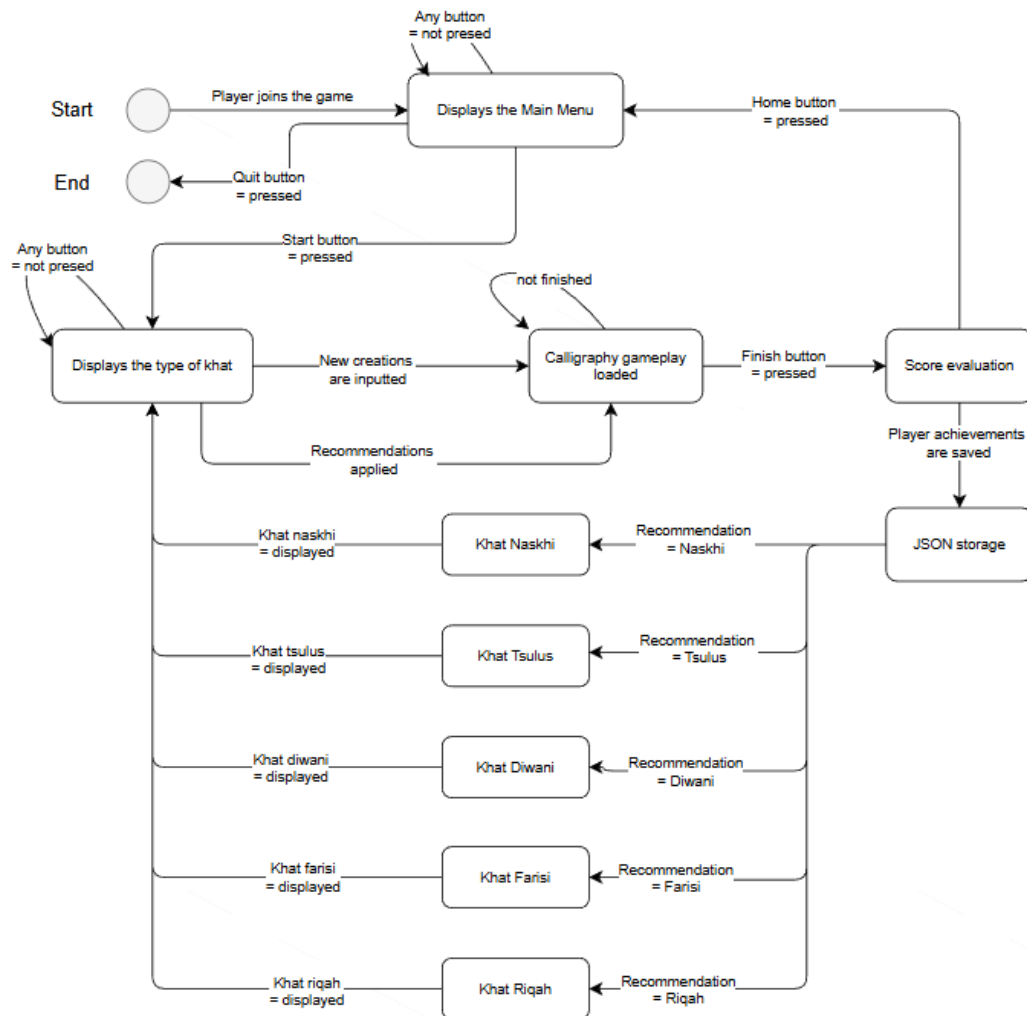 Any button
= not presed
Start
Player joins the game
Displays the Main Menu
Home button
= pressed
End
Quit button
= pressed
Start button
= pressed
Any button
= not presed
not finished
Displays the type of khat
New creations
are inputted
Calligraphy gameplay
loaded
Finish button
= pressed
Score evaluation
Recommendations
applied
Player achievements
are saved
Khat naskhi
= displayed
Khat Naskhi
Recommendation
= Naskhi
JSON storage
Khat tsulus
= displayed
Khat Tsulus
Recommendation
= Tsulus
Khat diwani
= displayed
Khat Diwani
Recommendation
= Diwani
Khat farisi
= displayed
Khat Farisi
Recommendation
= Farisi
Khat riqah
= displayed
Khat Riqah
Recommendation
= Riqah